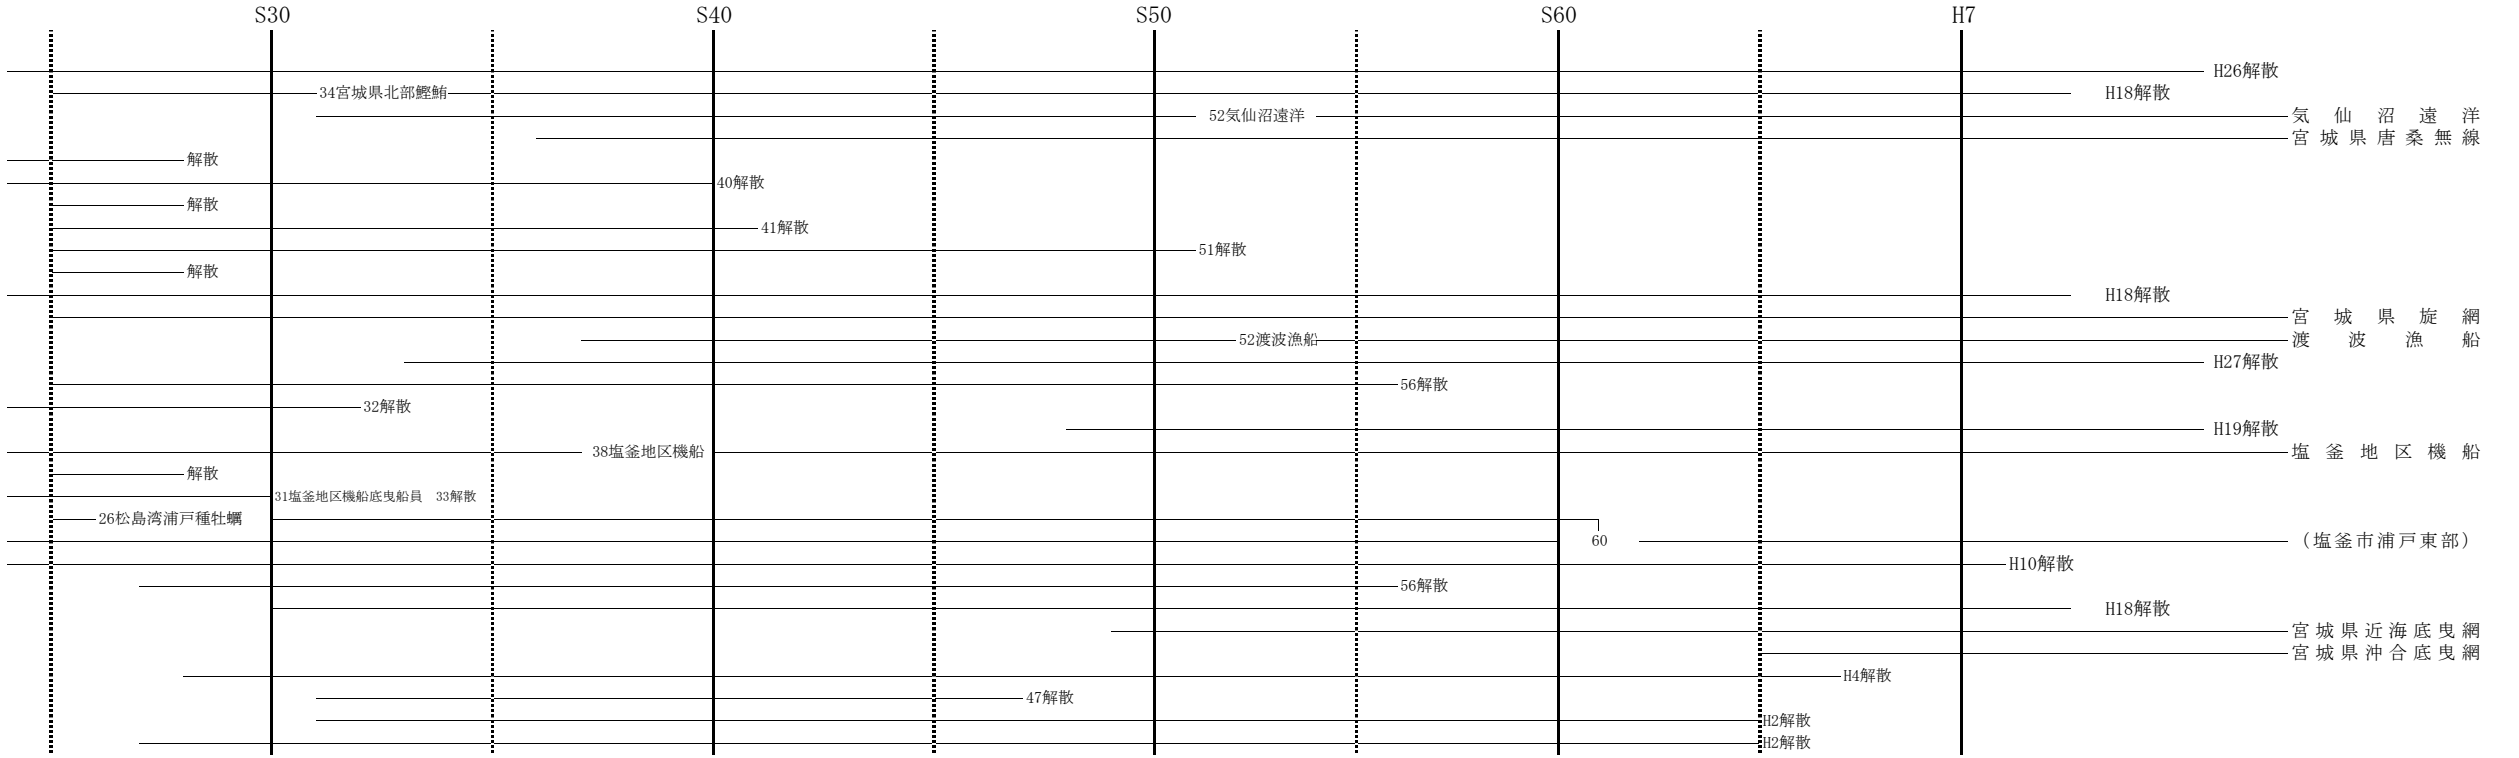 S30 S40 S50 S60 H7
H26解散
34宮城県北部鰹鮪 H18解散
52気仙沼遠洋 気仙沼遠洋
宮城県唐桑無線
解散
40解散
解散
41解散
51解散
解散
H18解散
宮城県旋網
52渡波漁船 渡波漁船
H27解散
56解散
32解散
H19解散
38塩釜地区機船 塩釜地区機船
解散
31塩釜地区機船底曳船員 33解散
26松島湾浦戸種牡蠣
60 （塩釜市浦戸東部）
H10解散
56解散
H18解散
宮城県近海底曳網
宮城県沖合底曳網
H4解散
47解散
H2解散
H2解散